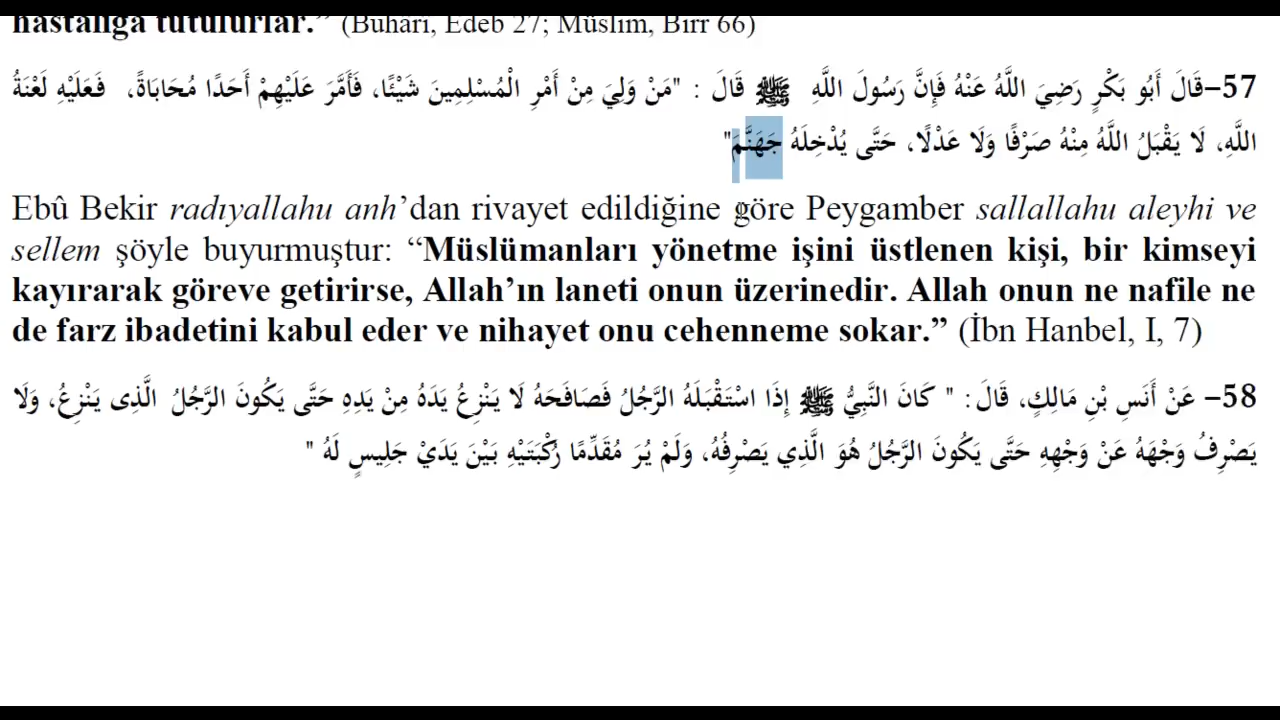 hastalığa tutulurlar.” (Buhârî, Edeb 27; Müslim, Birr 66)
57–قَالَ أَبُو بَكْرٍ رَضِيَ اللَّهُ عَنْهُ فَإِنَّ رَسُولَ اللَّهِ ﷺ قَالَ : "مَنْ وَلِيَ مِنْ أَمْرِ الْمُسْلِمِينَ شَيْئًا، فَأَمَّرَ عَلَيْهِمْ أَحَدًا مُحَابَاةً، فَعَلَيْهِ لَعْنَةُ
اللَّهِ، لَا يَقْبَلُ اللَّهُ مِنْهُ صَرْفًا وَلَا عَدْلًا، حَتَّى يُدْخِلَهُ جَهَنَّمَ"
Ebû Bekir radıyallahu anh’dan rivayet edildiğine göre Peygamber sallallahu aleyhi ve
sellem şöyle buyurmuştur: “Müslümanları yönetme işini üstlenen kişi, bir kimseyi
kayırarak göreve getirirse, Allah’ın laneti onun üzerinedir. Allah onun ne nafile ne
de farz ibadetini kabul eder ve nihayet onu cehenneme sokar.” (İbn Hanbel, I, 7)
58– عَنْ أَنَسِ بْنِ مَالِكٍ، قَالَ: " كَانَ النَّبِيُّ ﷺ إِذَا اسْتَقْبَلَهُ الرَّجُلُ فَصَافَحَهُ لَا يَنْزِعُ يَدَهُ مِنْ يَدِهِ حَتَّى يَكُونَ الرَّجُلُ الَّذِى يَنْزِعُ، وَلَا
يَصْرِفُ وَجْهَهُ عَنْ وَجْهِهِ حَتَّى يَكُونَ الرَّجُلُ هُوَ الَّذِي يَصْرِفُهُ، وَلَمْ يُرَ مُقَدِّمًا رُكْبَتَيْهِ بَيْنَ يَدَيْ جَلِيسٍ لَهُ "